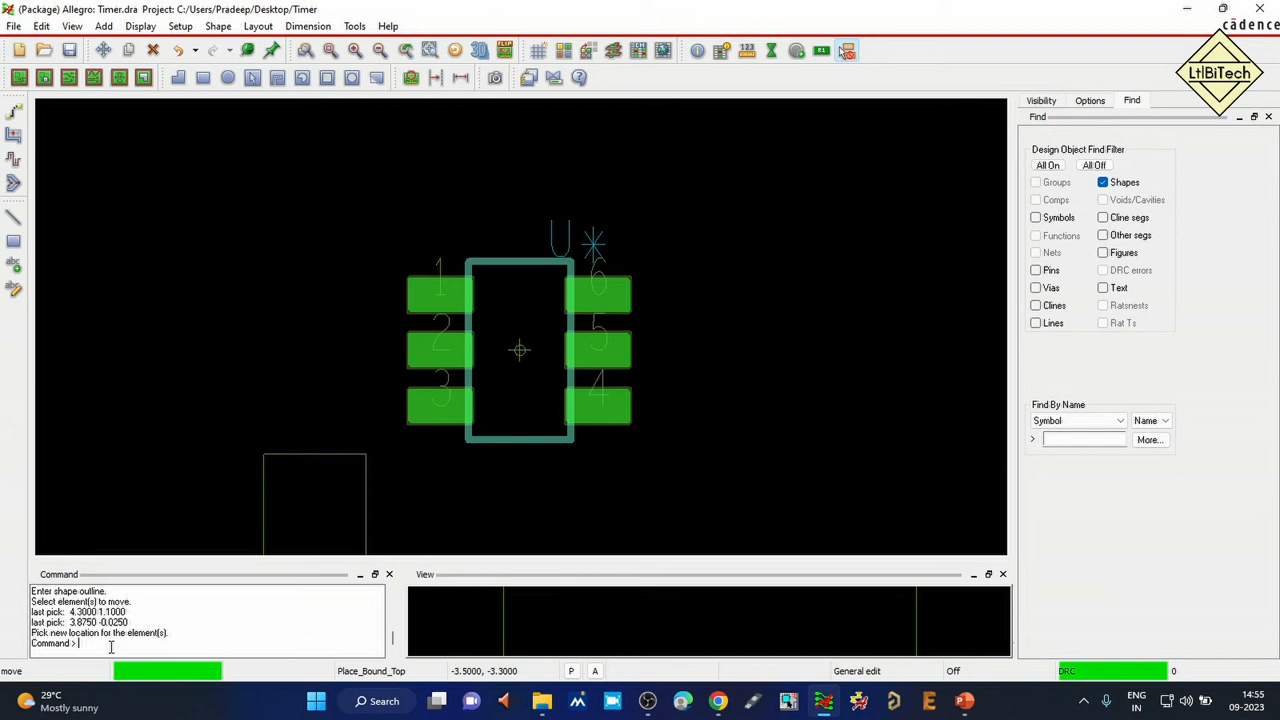 (Package) Allegro: Timer.dra Project: C:/Users/Pradeep/Desktop/Timer
File Edit View Add Display Setup Shape Layout Dimension Tools Help
cadence
LtlBiTech
Visibility Options Find
Find
Design Object Find Filter
All On All Off
Groups Shapes
Comps Voids/Cavities
Symbols Cline segs
Functions Other segs
Nets Figures
Pins DRC errors
Vias Text
Clines Ratsnests
Lines Rat Ts
Find By Name
Symbol Name
> More...
U*
1 6
2 5
3 4
Command
Enter shape outline.
Select element(s) to move.
last pick: 4.3000 1.1000
last pick: 3.8750 -0.0250
Pick new location for the element(s).
Command >
View
move Place_Bound_Top -3.5000, -3.3000 P A General edit Off DRC 0
29°C
Mostly sunny
Search
ENG
IN
14:55
09-2023